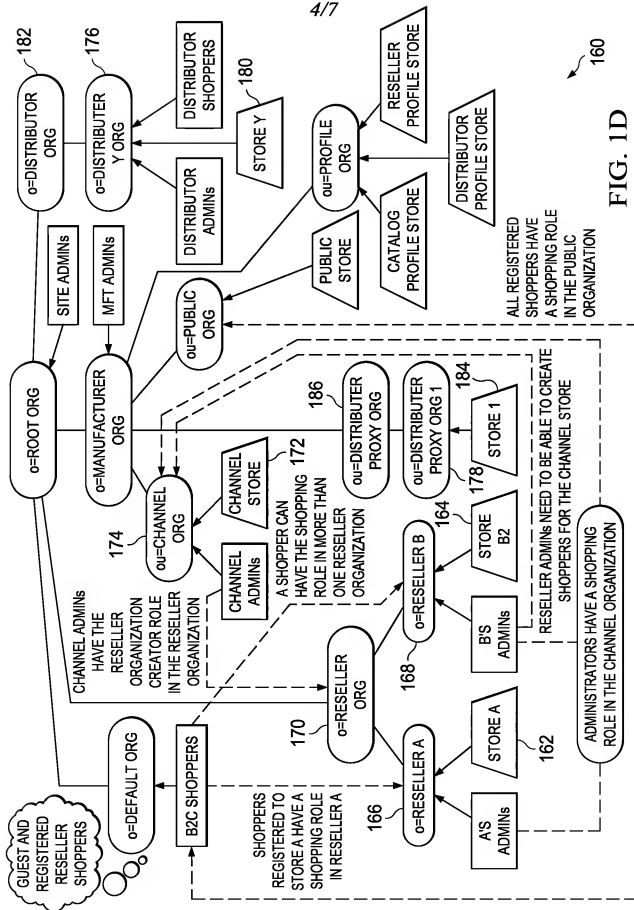 4/7
GUEST AND
REGISTERED
RESELLER
SHOPPERS
o=ROOT ORG
SITE ADMINs
o=DISTRIBUTOR
ORG
182
o=DEFAULT ORG
o=MANUFACTURER
ORG
MFT ADMINs
o=DISTRIBUTER
Y ORG
176
B2C SHOPPERS
CHANNEL ADMINs
HAVE THE
RESELLER
ORGANIZATION
CREATOR ROLE
IN THE RESELLER
ORGANIZATION
174
ou=CHANNEL
ORG
ou=PUBLIC
ORG
DISTRIBUTOR
ADMINs
STORE Y
180
DISTRIBUTOR
SHOPPERS
CHANNEL
ADMINs
CHANNEL
STORE
172
PUBLIC
STORE
ou=PROFILE
ORG
A SHOPPER CAN
HAVE THE SHOPPING
ROLE IN MORE THAN
ONE RESELLER
ORGANIZATION
186
ou=DISTRIBUTER
PROXY ORG
CATALOG
PROFILE STORE
DISTRIBUTOR
PROFILE STORE
RESELLER
PROFILE STORE
170
o=RESELLER
ORG
SHOPPERS
REGISTERED TO
STORE A HAVE A
SHOPPING ROLE
IN RESELLER A
166
o=RESELLER A
168
o=RESELLER B
ou=DISTRIBUTER
PROXY ORG 1
178
164
184
A'S
ADMINs
STORE A
162
B'S
ADMINs
STORE
B2
STORE 1
RESELLER ADMINs NEED TO BE ABLE TO CREATE
SHOPPERS FOR THE CHANNEL STORE
ADMINISTRATORS HAVE A SHOPPING
ROLE IN THE CHANNEL ORGANIZATION
ALL REGISTERED
SHOPPERS HAVE
A SHOPPING ROLE
IN THE PUBLIC
ORGANIZATION
160
FIG. 1D